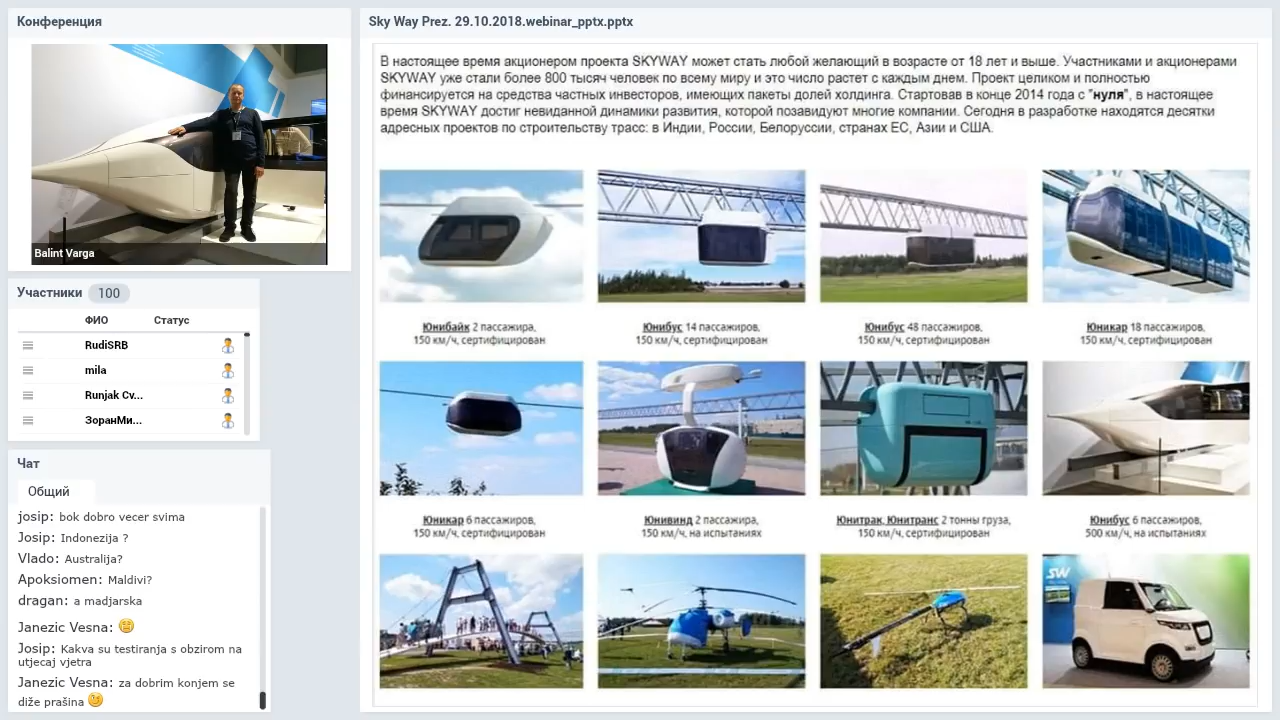 Конференция
Balint Varga
Участники 100
ФИО Статус
RudiSRB
mila
Runjak Cv...
ЗоранМи...
Чат
Общий
josip: bok dobro vecer svima
Josip: Indonezija ?
Vlado: Australija?
Apoksiomen: Maldivi?
dragan: a madjarska
Janezic Vesna:
Josip: Kakva su testiranja s obzirom na
utjecaj vjetra
Janezic Vesna: za dobrim konjem se
diže prašina
Sky Way Prez. 29.10.2018.webinar_pptx.pptx
В настоящее время акционером проекта SKYWAY может стать любой желающий в возрасте от 18 лет и выше. Участниками и акционерами
SKYWAY уже стали более 800 тысяч человек по всему миру и это число растет с каждым днем. Проект целиком и полностью
финансируется на средства частных инвесторов, имеющих пакеты долей холдинга. Стартовав в конце 2014 года с "нуля", в настоящее
время SKYWAY достиг невиданной динамики развития, которой позавидуют многие компании. Сегодня в разработке находятся десятки
адресных проектов по строительству трасс: в Индии, России, Белоруссии, странах ЕС, Азии и США.
Юнибайк 2 пассажира,
150 км/ч, сертифицирован
Юнибус 14 пассажиров,
150 км/ч, сертифицирован
Юнибус 48 пассажиров,
150 км/ч, сертифицирован
Юникар 18 пассажиров,
150 км/ч, сертифицирован
Юникар 6 пассажиров,
150 км/ч, сертифицирован
Юнивинд 2 пассажира,
150 км/ч, на испытаниях
Юнитрак, Юнитранс 2 тонны груза,
150 км/ч, сертифицирован
Юнибус 6 пассажиров,
500 км/ч, на испытаниях
SW